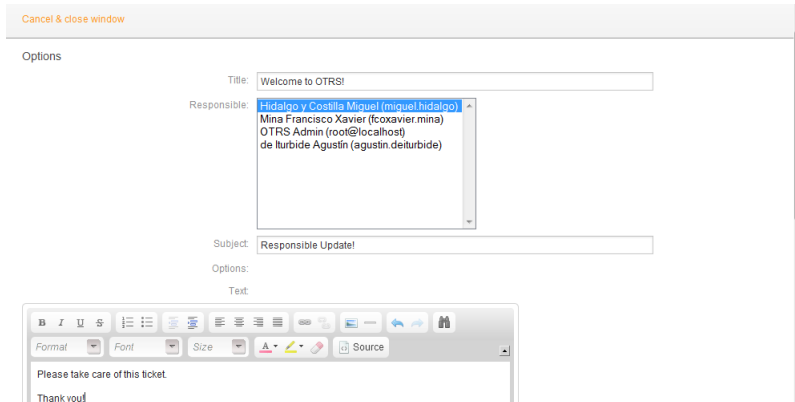 Cancel & close window
Options
Title: Welcome to OTRS!
Responsible: Hidalgo y Costilla Miguel (miguel.hidalgo)
Mina Francisco Xavier (fcoxavier.mina)
OTRS Admin (root@localhost)
de Iturbide Agustín (agustin.deiturbide)
Subject: Responsible Update!
Options:
Text:
B I U S
Format Font Size A Source
Please take care of this ticket.
Thank you!